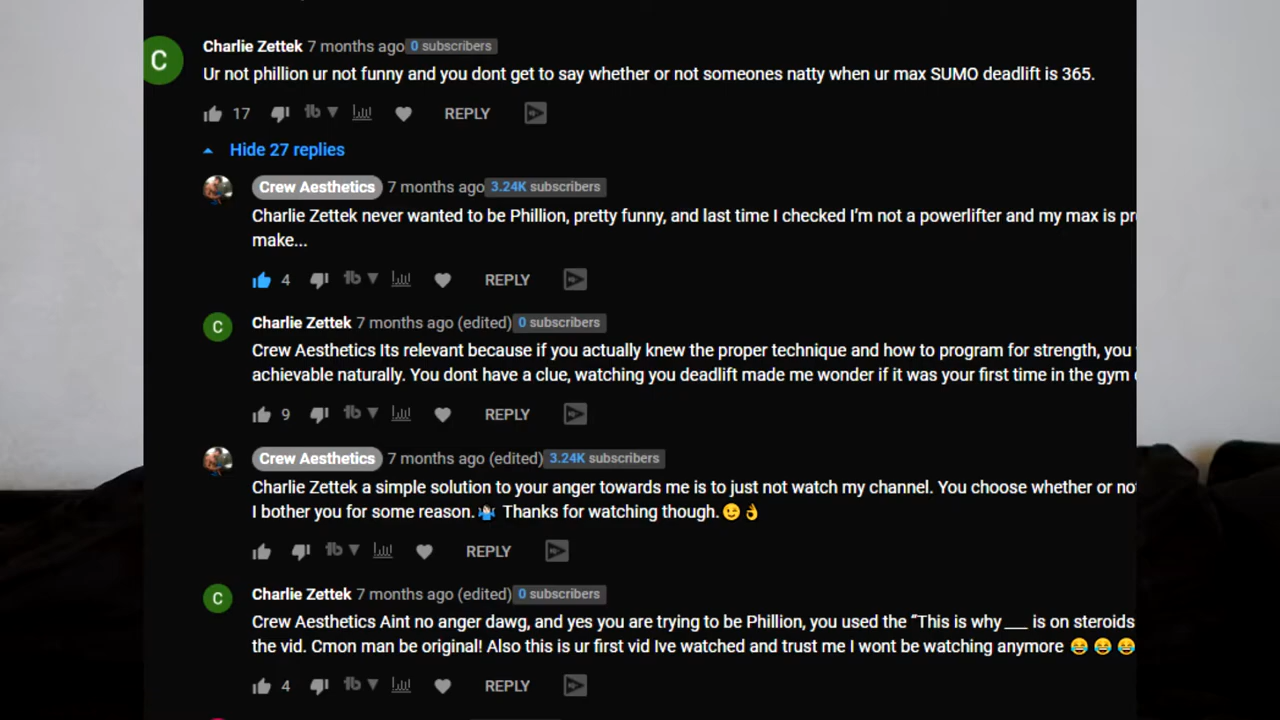 Charlie Zettek 7 months ago 0 subscribers
Ur not phillion ur not funny and you dont get to say whether or not someones natty when ur max SUMO deadlift is 365.
17 REPLY
Hide 27 replies
Crew Aesthetics 7 months ago 3.24K subscribers
Charlie Zettek never wanted to be Phillion, pretty funny, and last time I checked I'm not a powerlifter and my max is
make...
4 REPLY
Charlie Zettek 7 months ago (edited) 0 subscribers
Crew Aesthetics Its relevant because if you actually knew the proper technique and how to program for strength, you
achievable naturally. You dont have a clue, watching you deadlift made me wonder if it was your first time in the gym
9 REPLY
Crew Aesthetics 7 months ago (edited) 3.24K subscribers
Charlie Zettek a simple solution to your anger towards me is to just not watch my channel. You choose whether or
I bother you for some reason. 🤷 Thanks for watching though. 😉👌
REPLY
Charlie Zettek 7 months ago (edited) 0 subscribers
Crew Aesthetics Aint no anger dawg, and yes you are trying to be Phillion, you used the "This is why ___ is on steroids
the vid. Cmon man be original! Also this is ur first vid Ive watched and trust me I wont be watching anymore 😂 😂 😂
4 REPLY